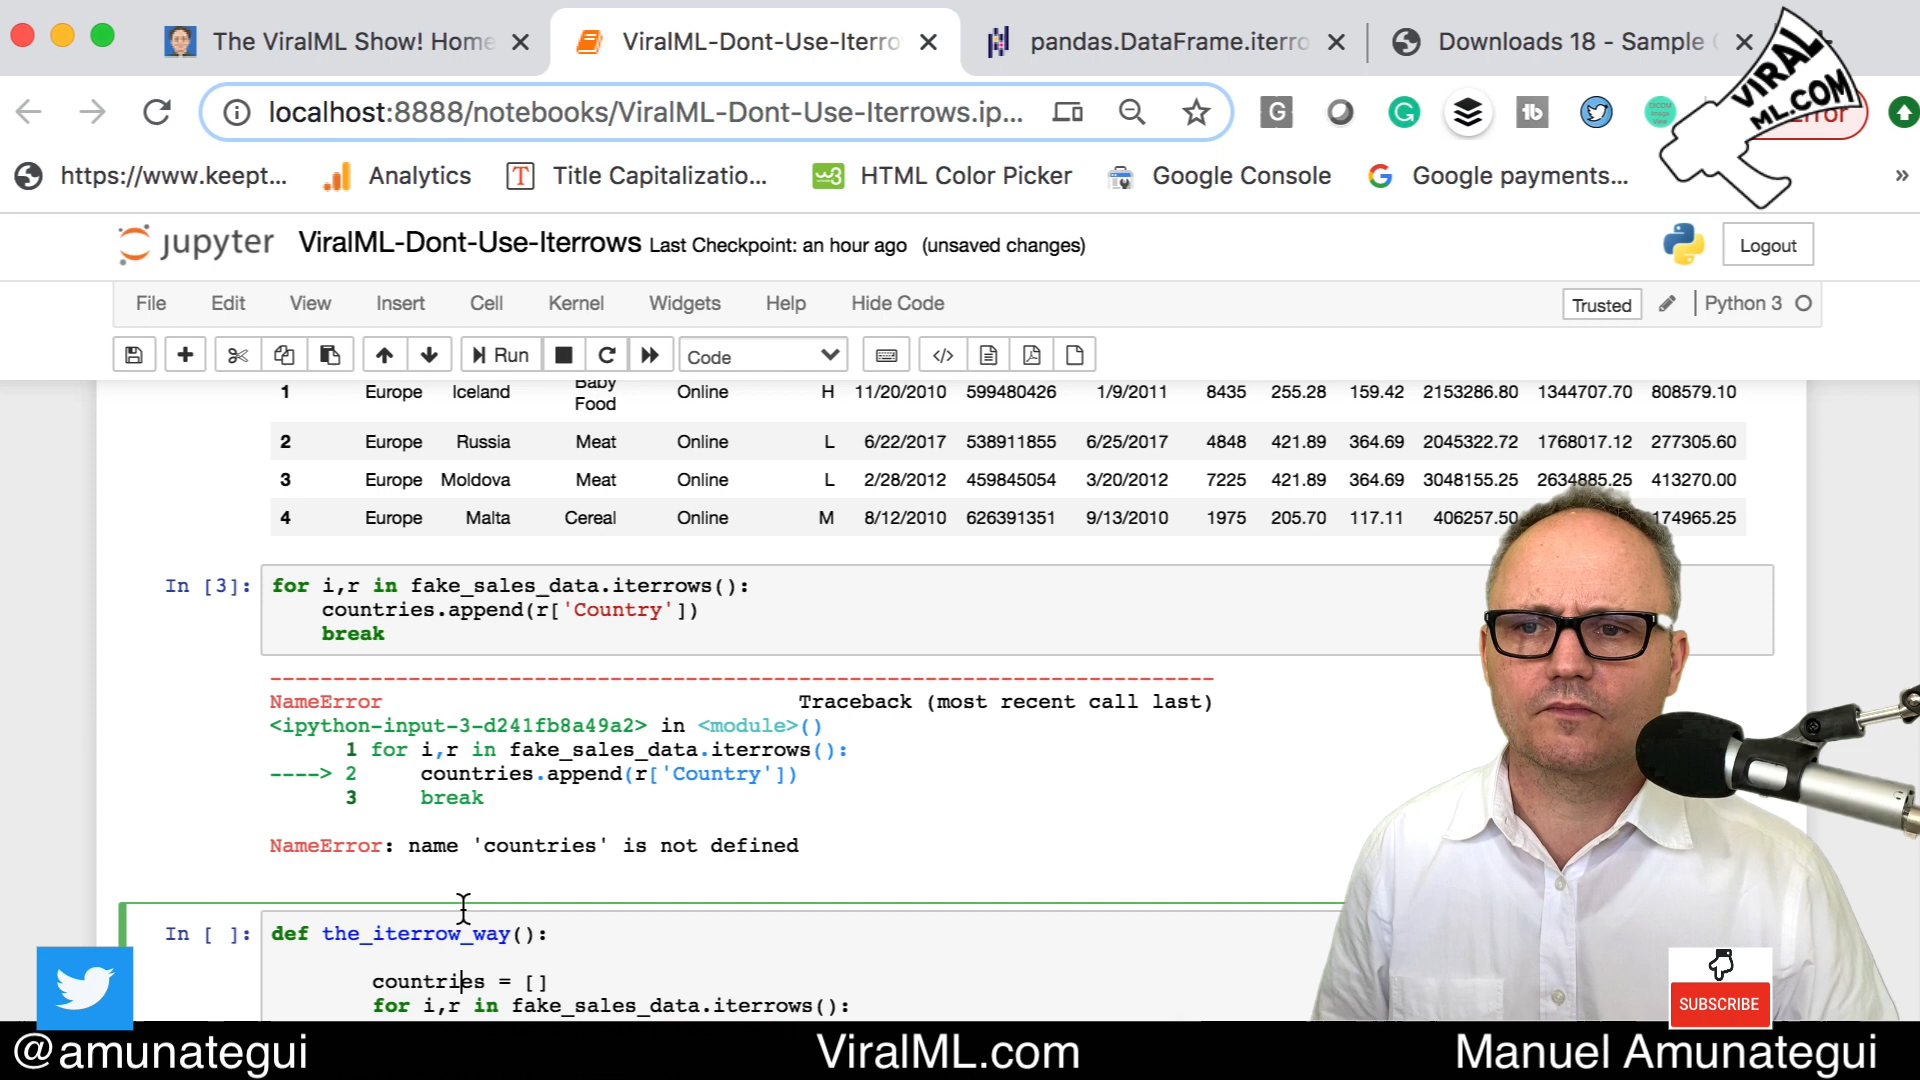 The ViralML Show! Home
ViralML-Dont-Use-Iterro
pandas.DataFrame.iterro
Downloads 18 - Sample
VIRAL
ML.COM
localhost:8888/notebooks/ViralML-Dont-Use-Iterrows.ip...
https://www.keept...
Analytics
Title Capitalizatio...
HTML Color Picker
Google Console
Google payments...
»
jupyter ViralML-Dont-Use-Iterrows Last Checkpoint: an hour ago (unsaved changes)
Logout
File Edit View Insert Cell Kernel Widgets Help Hide Code
Trusted
Python 3
Run
Code
1 Europe Iceland Baby Food Online H 11/20/2010 599480426 1/9/2011 8435 255.28 159.42 2153286.80 1344707.70 808579.10
2 Europe Russia Meat Online L 6/22/2017 538911855 6/25/2017 4848 421.89 364.69 2045322.72 1768017.12 277305.60
3 Europe Moldova Meat Online L 2/28/2012 459845054 3/20/2012 7225 421.89 364.69 3048155.25 2634885.25 413270.00
4 Europe Malta Cereal Online M 8/12/2010 626391351 9/13/2010 1975 205.70 117.11 406257.50 174965.25
In [3]: for i,r in fake_sales_data.iterrows():
countries.append(r['Country'])
break
---------------------------------------------------------------------------
NameError Traceback (most recent call last)
<ipython-input-3-d241fb8a49a2> in <module>()
1 for i,r in fake_sales_data.iterrows():
----> 2 countries.append(r['Country'])
3 break
NameError: name 'countries' is not defined
In [ ]: def the_iterrow_way():
countries = []
for i,r in fake_sales_data.iterrows():
SUBSCRIBE
@amunategui
ViralML.com
Manuel Amunategui